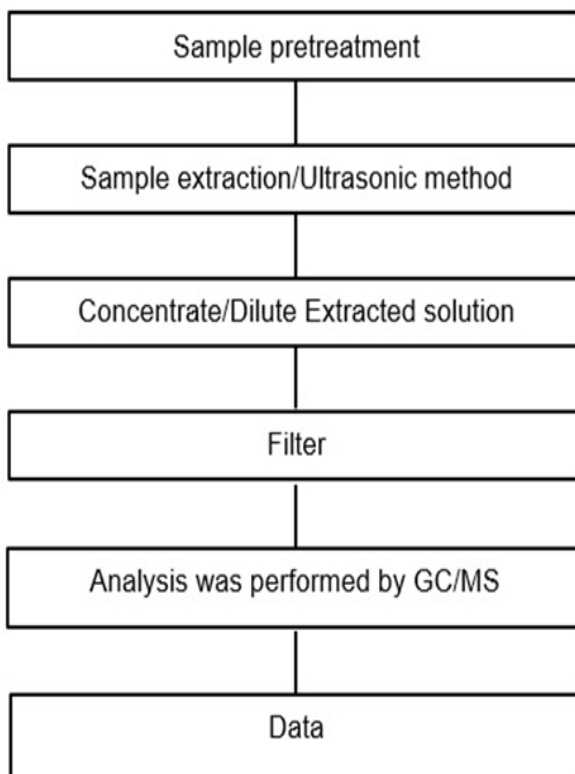 Sample pretreatment
Sample extraction/Ultrasonic method
Concentrate/Dilute Extracted solution
Filter
Analysis was performed by GC/MS
Data